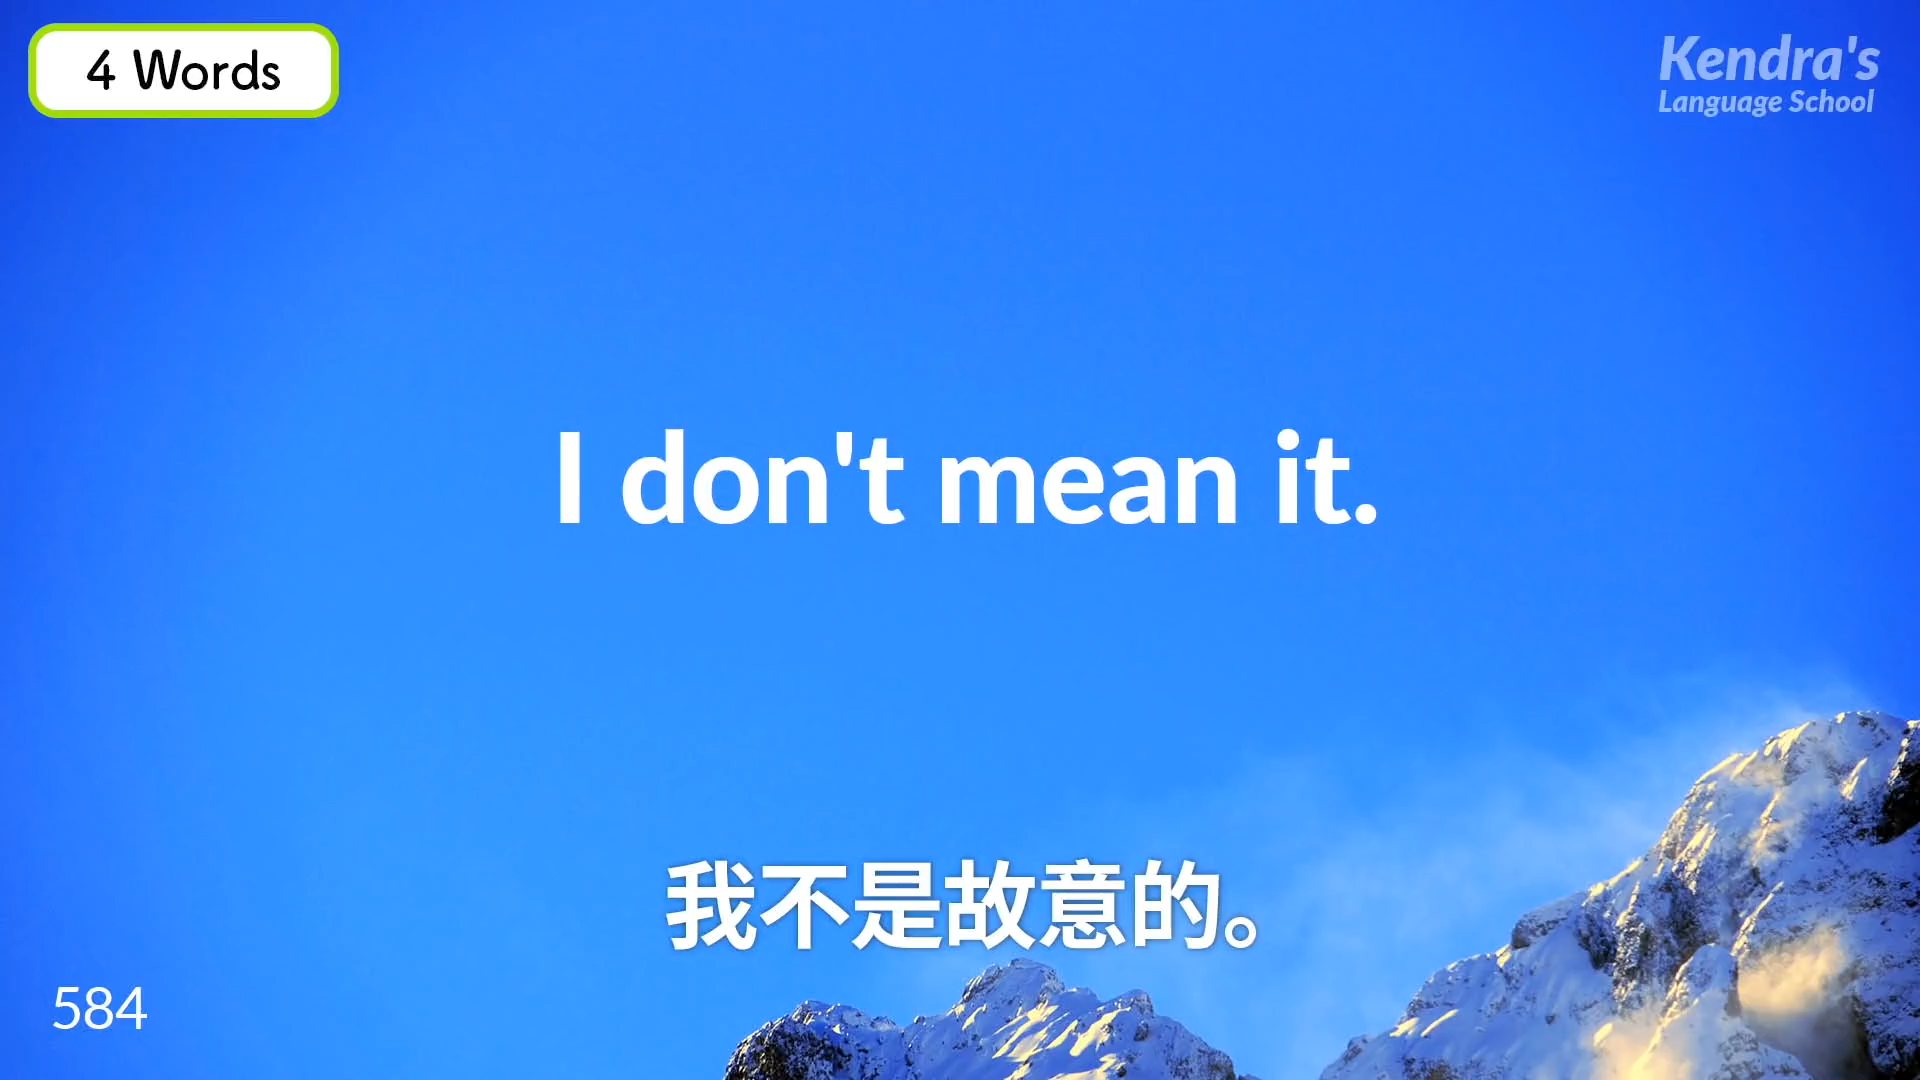 4 Words
Kendra's
Language School
I don't mean it.
我不是故意的。
584